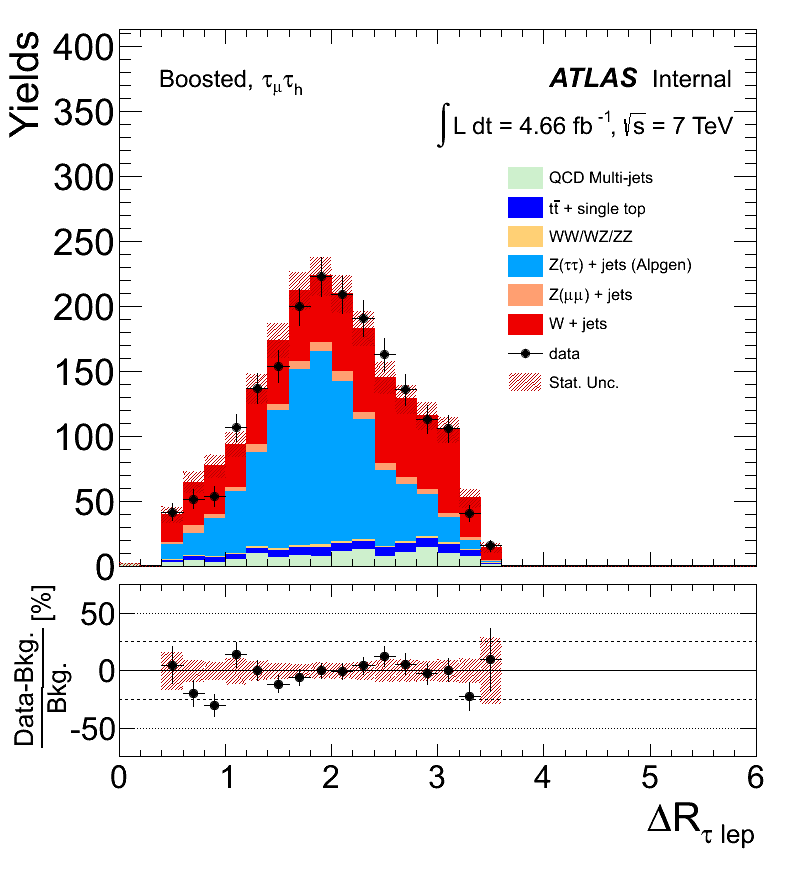 Yields
400
350
300
250
200
150
100
50
0
Boosted, τμτh
ATLAS Internal
∫ L dt = 4.66 fb⁻¹, √s = 7 TeV
QCD Multi-jets
tt̄ + single top
WW/WZ/ZZ
Z(ττ) + jets (Alpgen)
Z(μμ) + jets
W + jets
data
Stat. Unc.
Data-Bkg.
Bkg.
[%]
50
0
-50
0 1 2 3 4 5 6
ΔRτ lep